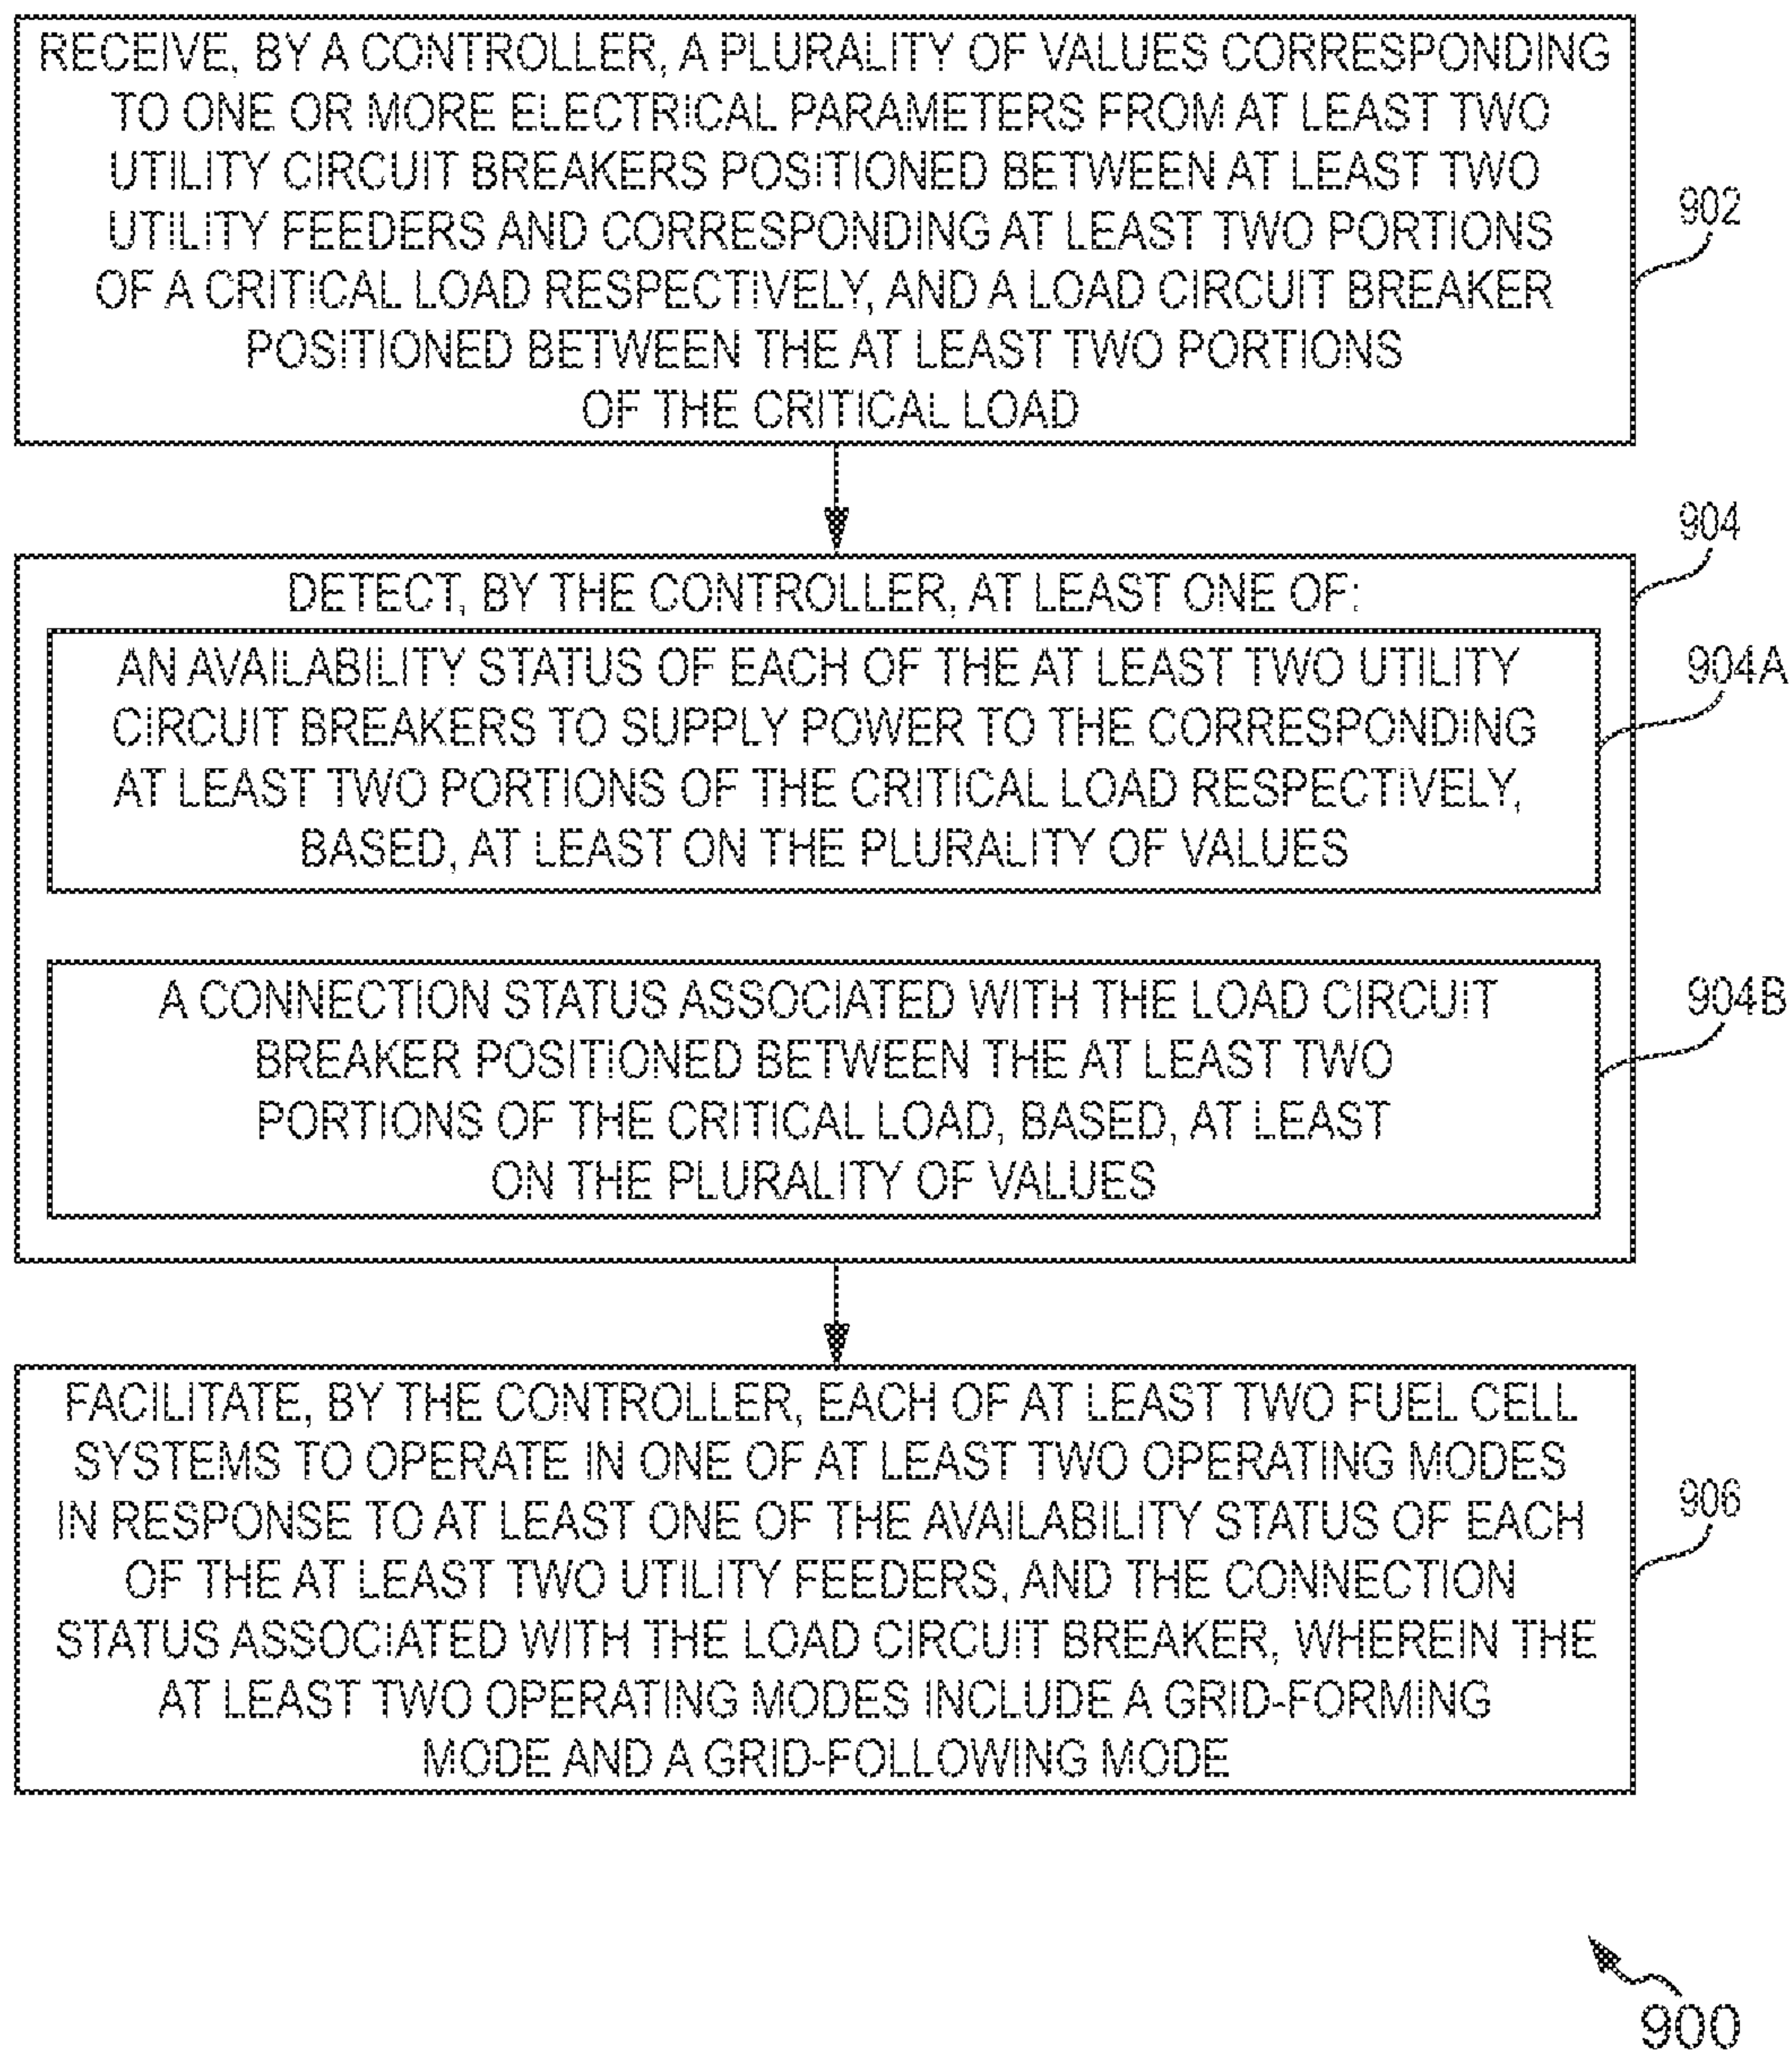 RECEIVE, BY A CONTROLLER, A PLURALITY OF VALUES CORRESPONDING
TO ONE OR MORE ELECTRICAL PARAMETERS FROM AT LEAST TWO
UTILITY CIRCUIT BREAKERS POSITIONED BETWEEN AT LEAST TWO
UTILITY FEEDERS AND CORRESPONDING AT LEAST TWO PORTIONS
OF A CRITICAL LOAD RESPECTIVELY, AND A LOAD CIRCUIT BREAKER
POSITIONED BETWEEN THE AT LEAST TWO PORTIONS
OF THE CRITICAL LOAD
902
904
DETECT, BY THE CONTROLLER, AT LEAST ONE OF:
AN AVAILABILITY STATUS OF EACH OF THE AT LEAST TWO UTILITY
CIRCUIT BREAKERS TO SUPPLY POWER TO THE CORRESPONDING
AT LEAST TWO PORTIONS OF THE CRITICAL LOAD RESPECTIVELY,
BASED, AT LEAST ON THE PLURALITY OF VALUES
904A
A CONNECTION STATUS ASSOCIATED WITH THE LOAD CIRCUIT
BREAKER POSITIONED BETWEEN THE AT LEAST TWO
PORTIONS OF THE CRITICAL LOAD, BASED, AT LEAST
ON THE PLURALITY OF VALUES
904B
FACILITATE, BY THE CONTROLLER, EACH OF AT LEAST TWO FUEL CELL
SYSTEMS TO OPERATE IN ONE OF AT LEAST TWO OPERATING MODES
IN RESPONSE TO AT LEAST ONE OF THE AVAILABILITY STATUS OF EACH
OF THE AT LEAST TWO UTILITY FEEDERS, AND THE CONNECTION
STATUS ASSOCIATED WITH THE LOAD CIRCUIT BREAKER, WHEREIN THE
AT LEAST TWO OPERATING MODES INCLUDE A GRID-FORMING
MODE AND A GRID-FOLLOWING MODE
906
900